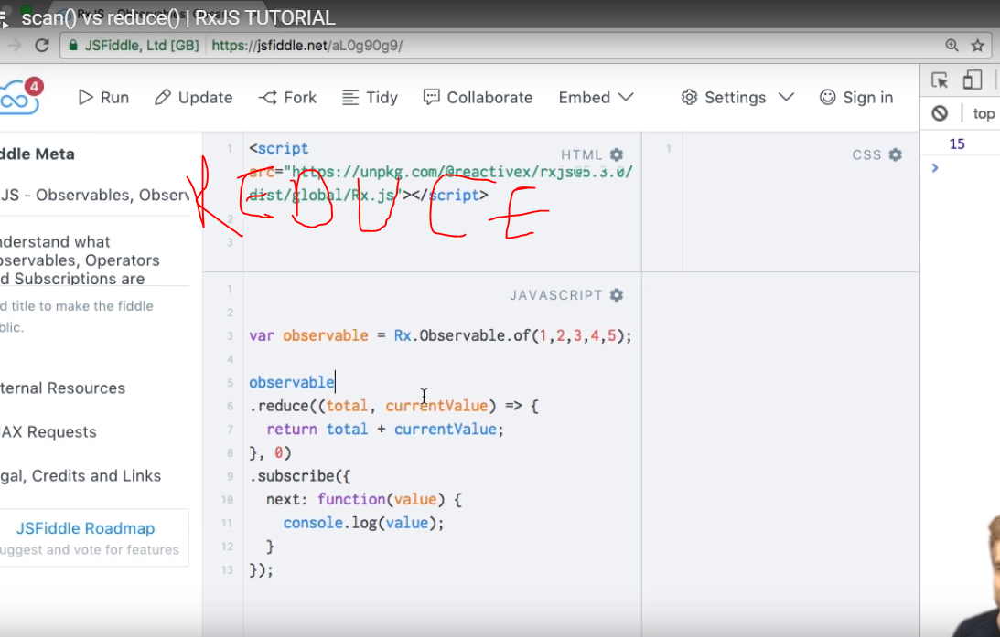 scan() vs reduce() | RxJS TUTORIAL
JSFiddle, Ltd [GB] https://jsfiddle.net/aL0g90g9/
4
Run Update Fork Tidy Collaborate Embed Settings Sign in
top
15
ddle Meta
JS - Observables, Observ
nderstand what
bservables, Operators
d Subscriptions are
d title to make the fiddle
blic.
ternal Resources
AX Requests
gal, Credits and Links
JSFiddle Roadmap
uggest and vote for features
HTML
1 <script
src="https://unpkg.com/@reactivex/rxjs@5.3.0/
dist/global/Rx.js"></script>
2
3
REDUCE
1 CSS
JAVASCRIPT
1
2
3 var observable = Rx.Observable.of(1,2,3,4,5);
4
5 observable
6 .reduce((total, currentValue) => {
7 return total + currentValue;
8 }, 0)
9 .subscribe({
10 next: function(value) {
11 console.log(value);
12 }
13 });